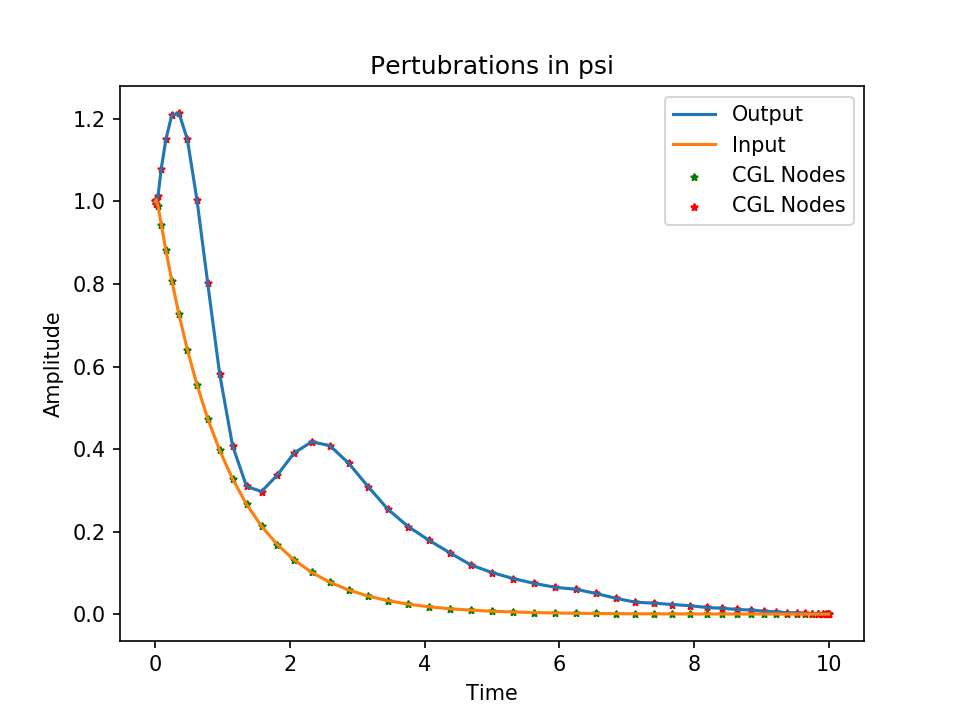 Pertubrations in psi
Output
Input
CGL Nodes
CGL Nodes
Amplitude
1.2
1.0
0.8
0.6
0.4
0.2
0.0
0 2 4 6 8 10
Time